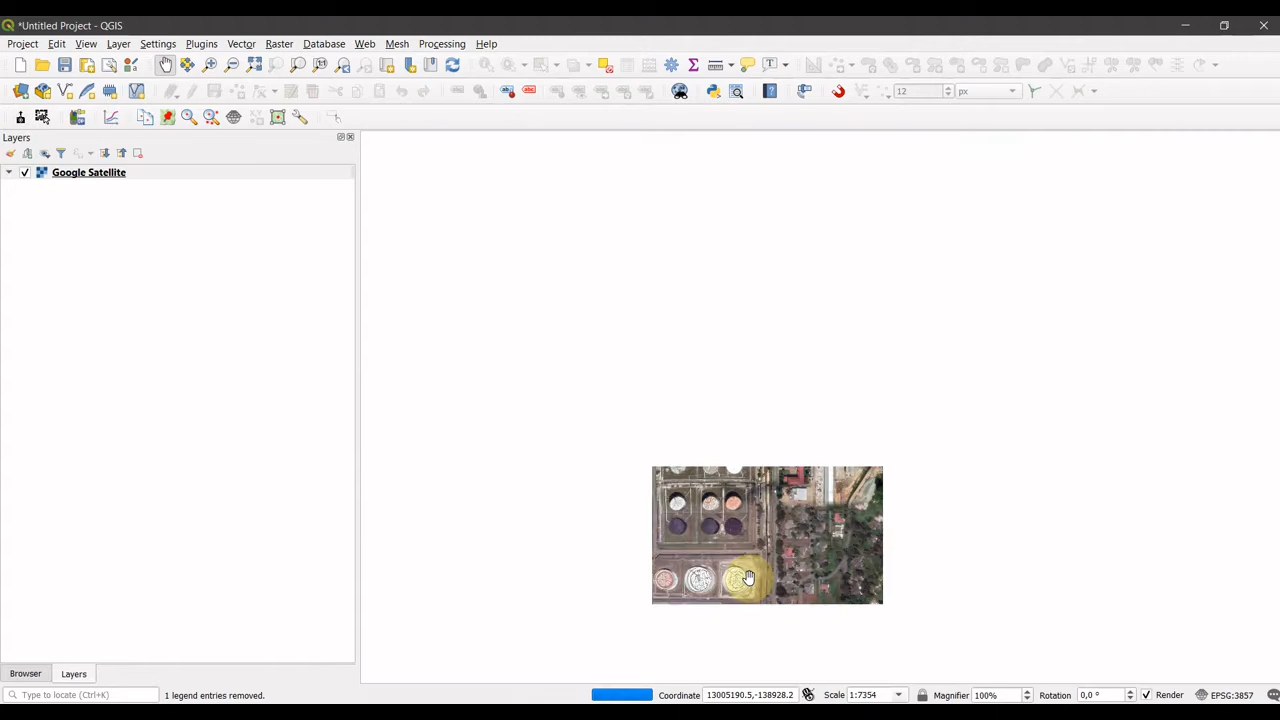 *Untitled Project - QGIS
Project Edit View Layer Settings Plugins Vector Raster Database Web Mesh Processing Help
12 px
Layers
Google Satellite
Browser Layers
Type to locate (Ctrl+K) 1 legend entries removed. Coordinate 13005190.5,-138928.2 Scale 1:7354 Magnifier 100% Rotation 0,0 ° Render EPSG:3857